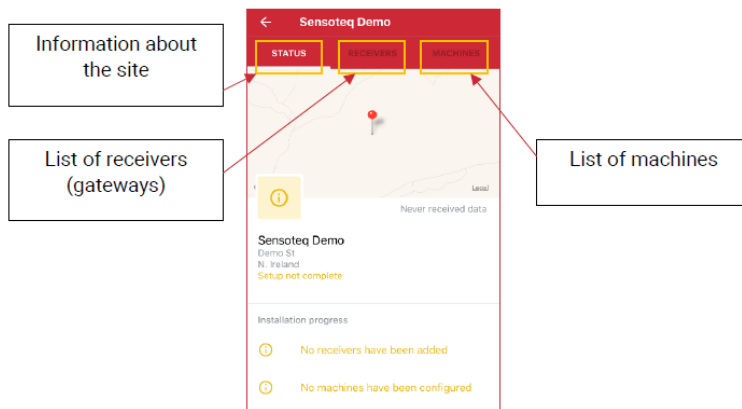 Sensoteq Demo
Information about
the site
STATUS
RECEIVERS
MACHINES
List of receivers
(gateways)
List of machines
Legal
Never received data
Sensoteq Demo
Demo St
N. Ireland
Setup not complete
Installation progress
No receivers have been added
No machines have been configured